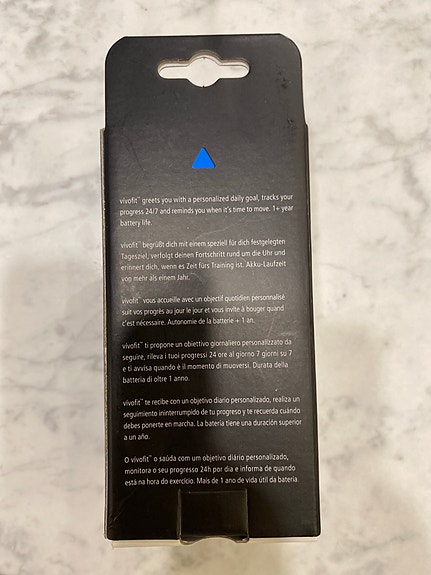 vivofit™ greets you with a personalized daily goal, tracks your
progress 24/7 and reminds you when it's time to move. 1+ year
battery life.
vivofit™ begrüßt dich mit einem speziell für dich festgelegten
Tagesziel, verfolgt deinen Fortschritt rund um die Uhr und
erinnert dich, wenn es Zeit fürs Training ist. Akku-Laufzeit
von mehr als einem Jahr.
vivofit™ vous accueille avec un objectif quotidien personnalisé
suit vos progrès au jour le jour et vous invite à bouger quand
c'est nécessaire. Autonomie de la batterie + 1 an.
vivofit™ ti propone un obiettivo giornaliero personalizzato da
seguire, rileva i tuoi progressi 24 ore al giorno 7 giorni su 7
e ti avvisa quando è il momento di muoversi. Durata della
batteria di oltre 1 anno.
vivofit™ te recibe con un objetivo diario personalizado, realiza un
seguimiento ininterrumpido de tu progreso y te recuerda cuándo
debes ponerte en marcha. La batería tiene una duración superior
a un año.
O vivofit™ o saúda com um objetivo diário personalizado,
monitora o seu progresso 24h por dia e informa de quando
está na hora do exercício. Mais de 1 ano de vida útil da bateria